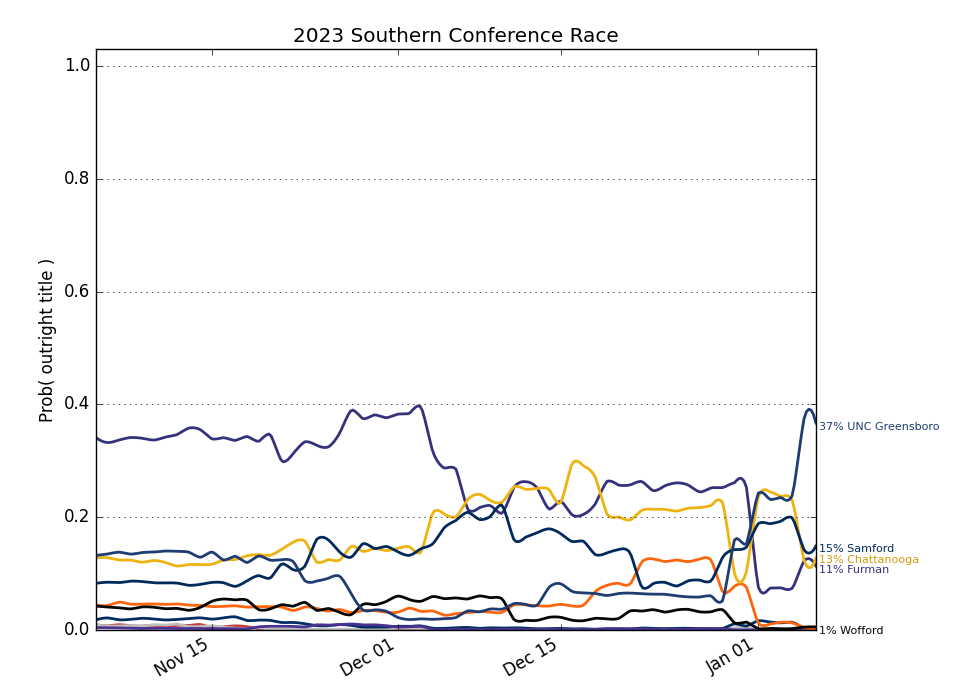 2023 Southern Conference Race
1.0
0.8
0.6
0.4
0.2
0.0
Prob( outright title )
Nov 15
Dec 01
Dec 15
Jan 01
37% UNC Greensboro
15% Samford
13% Chattanooga
11% Furman
1% Wofford